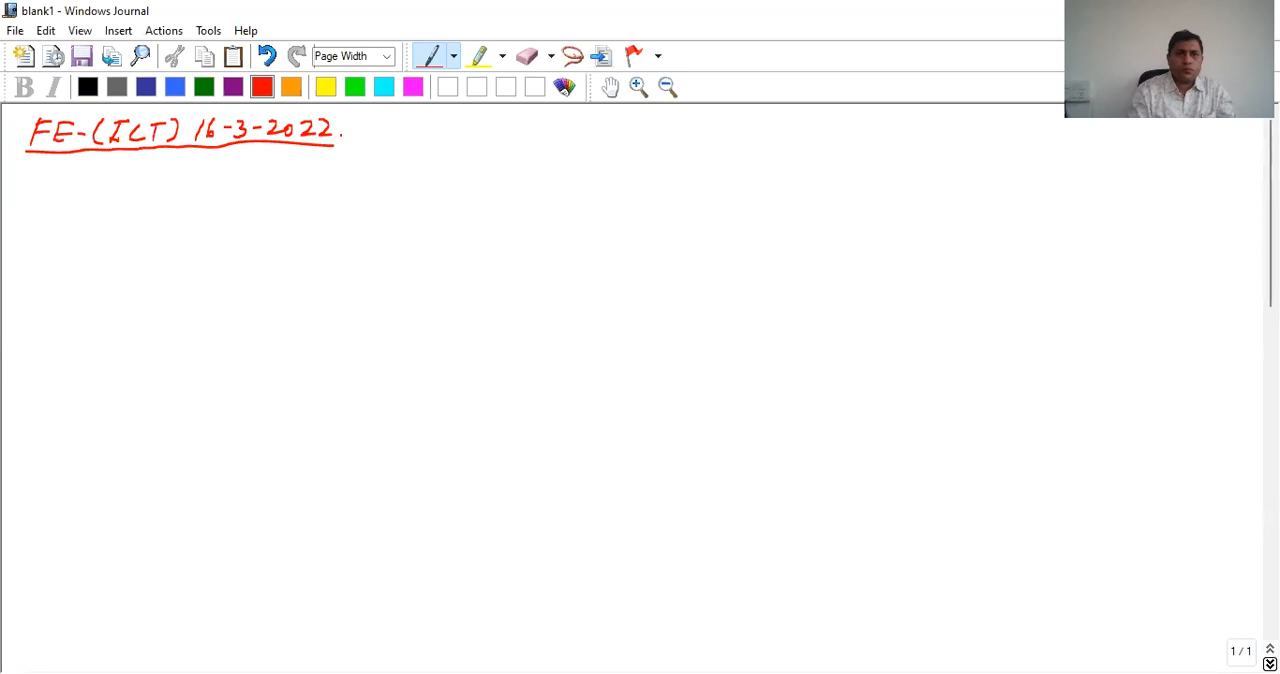 blank1 - Windows Journal
File Edit View Insert Actions Tools Help
Page Width
B I
FE-(ICT) 16-3-2022.
1 / 1